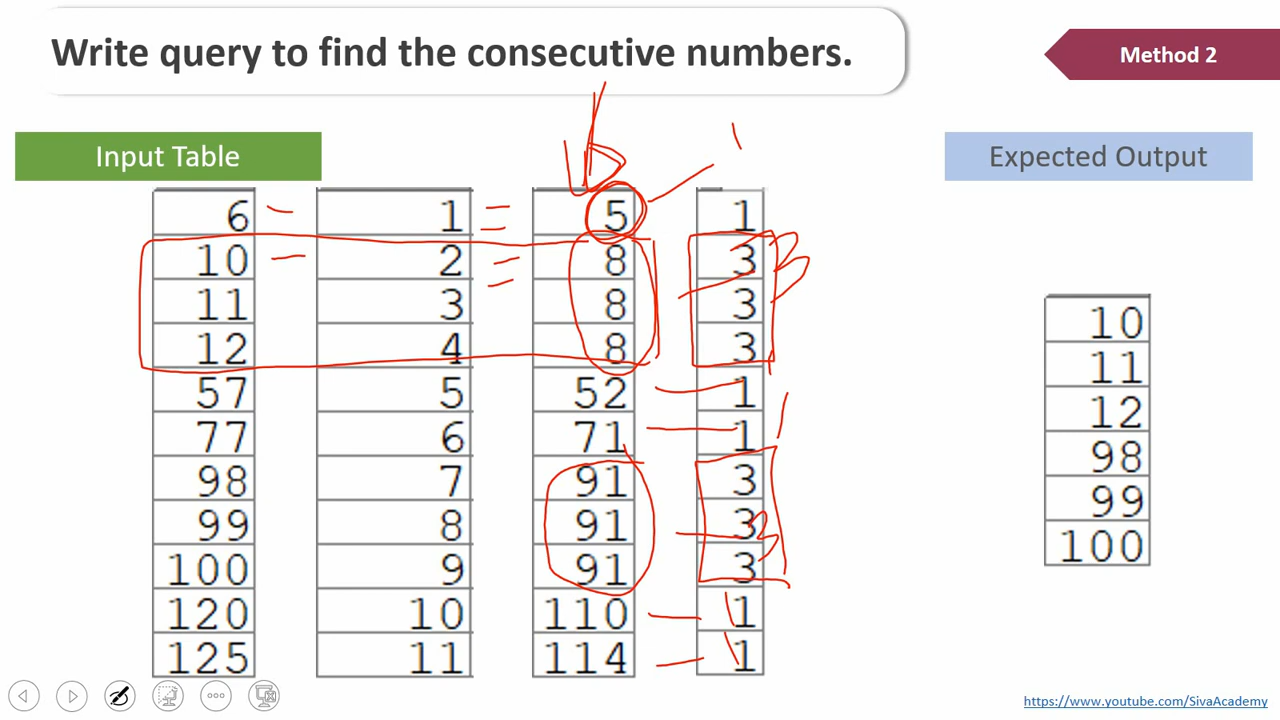 Write query to find the consecutive numbers.
Method 2
Input Table
Expected Output
6 1 5 1
10 2 8 3
11 3 8 3
12 4 8 3
57 5 52 1
77 6 71 1
98 7 91 3
99 8 91 3
100 9 91 3
120 10 110 1
125 11 114 1
10
11
12
98
99
100
https://www.youtube.com/SivaAcademy